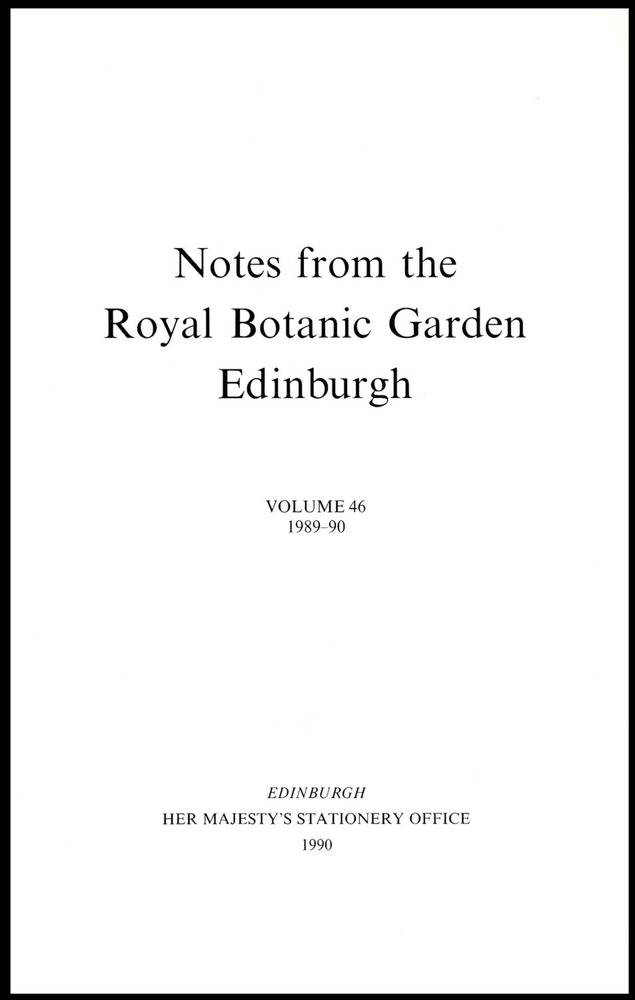 Notes from the
Royal Botanic Garden
Edinburgh
VOLUME 46
1989–90
EDINBURGH
HER MAJESTY'S STATIONERY OFFICE
1990